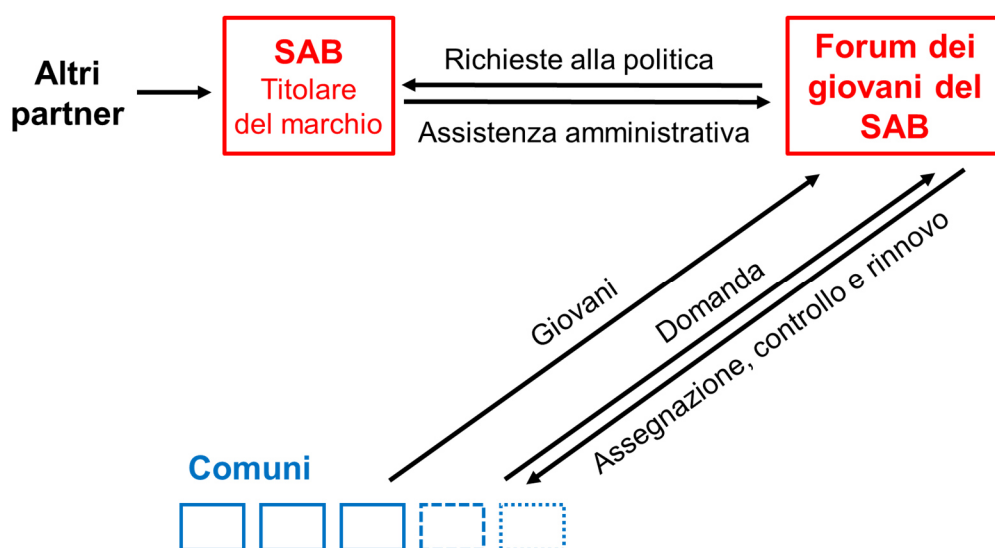 Altri
partner
SAB
Titolare
del marchio
Richieste alla politica
Assistenza amministrativa
Forum dei
giovani del
SAB
Giovani
Domanda
Assegnazione, controllo e rinnovo
Comuni